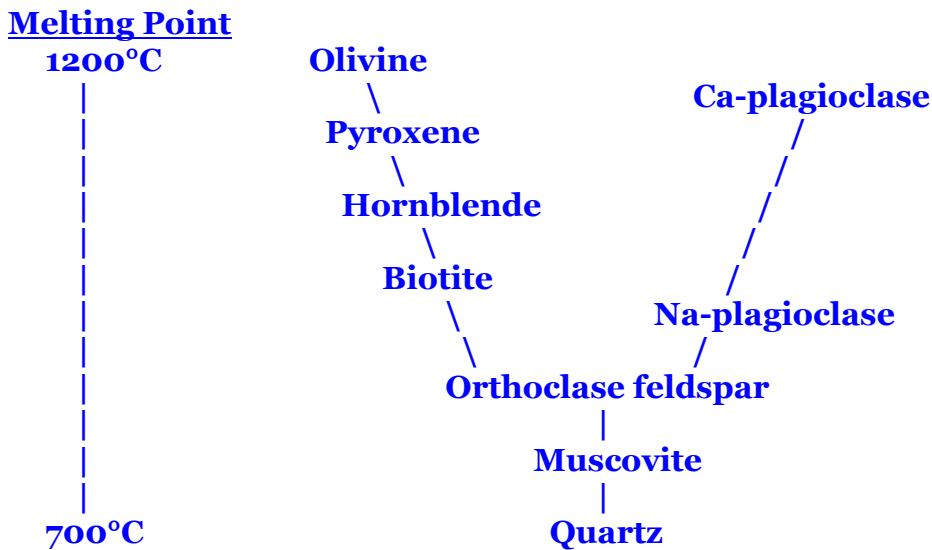 Melting Point
1200°C Olivine
Ca-plagioclase
Pyroxene
Hornblende
Biotite
Na-plagioclase
Orthoclase feldspar
Muscovite
700°C Quartz